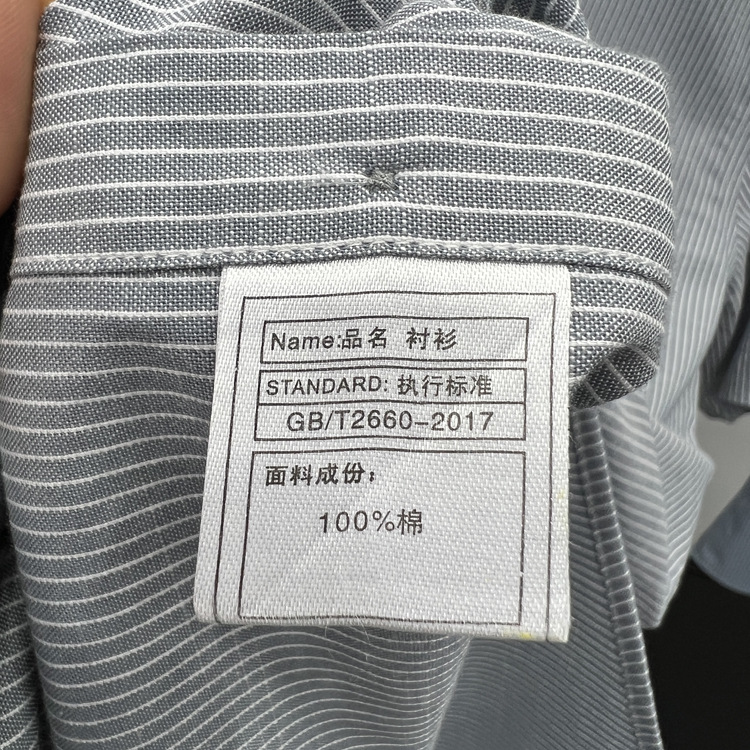 Name:品名 衬衫
STANDARD: 执行标准
GB/T2660-2017
面料成份：
100%棉